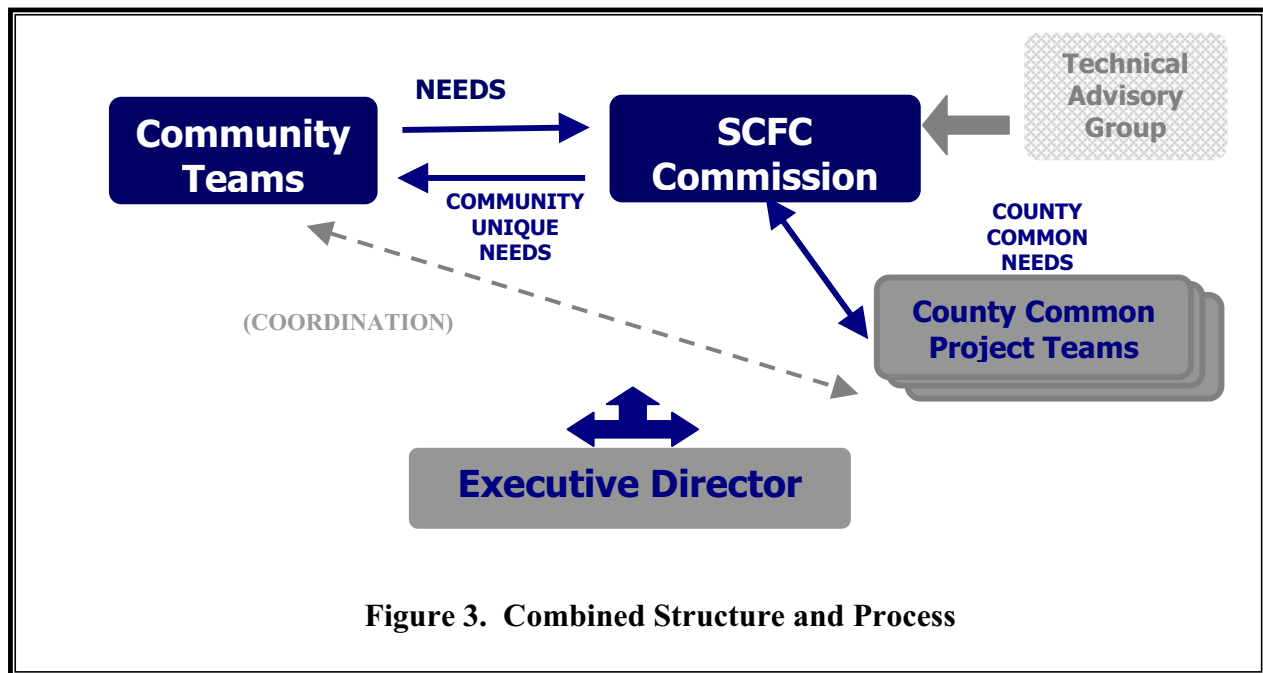 NEEDS
Community
Teams
SCFC
Commission
Technical
Advisory
Group
COMMUNITY
UNIQUE
NEEDS
COUNTY
COMMON
NEEDS
(COORDINATION)
County Common
Project Teams
Executive Director
Figure 3. Combined Structure and Process